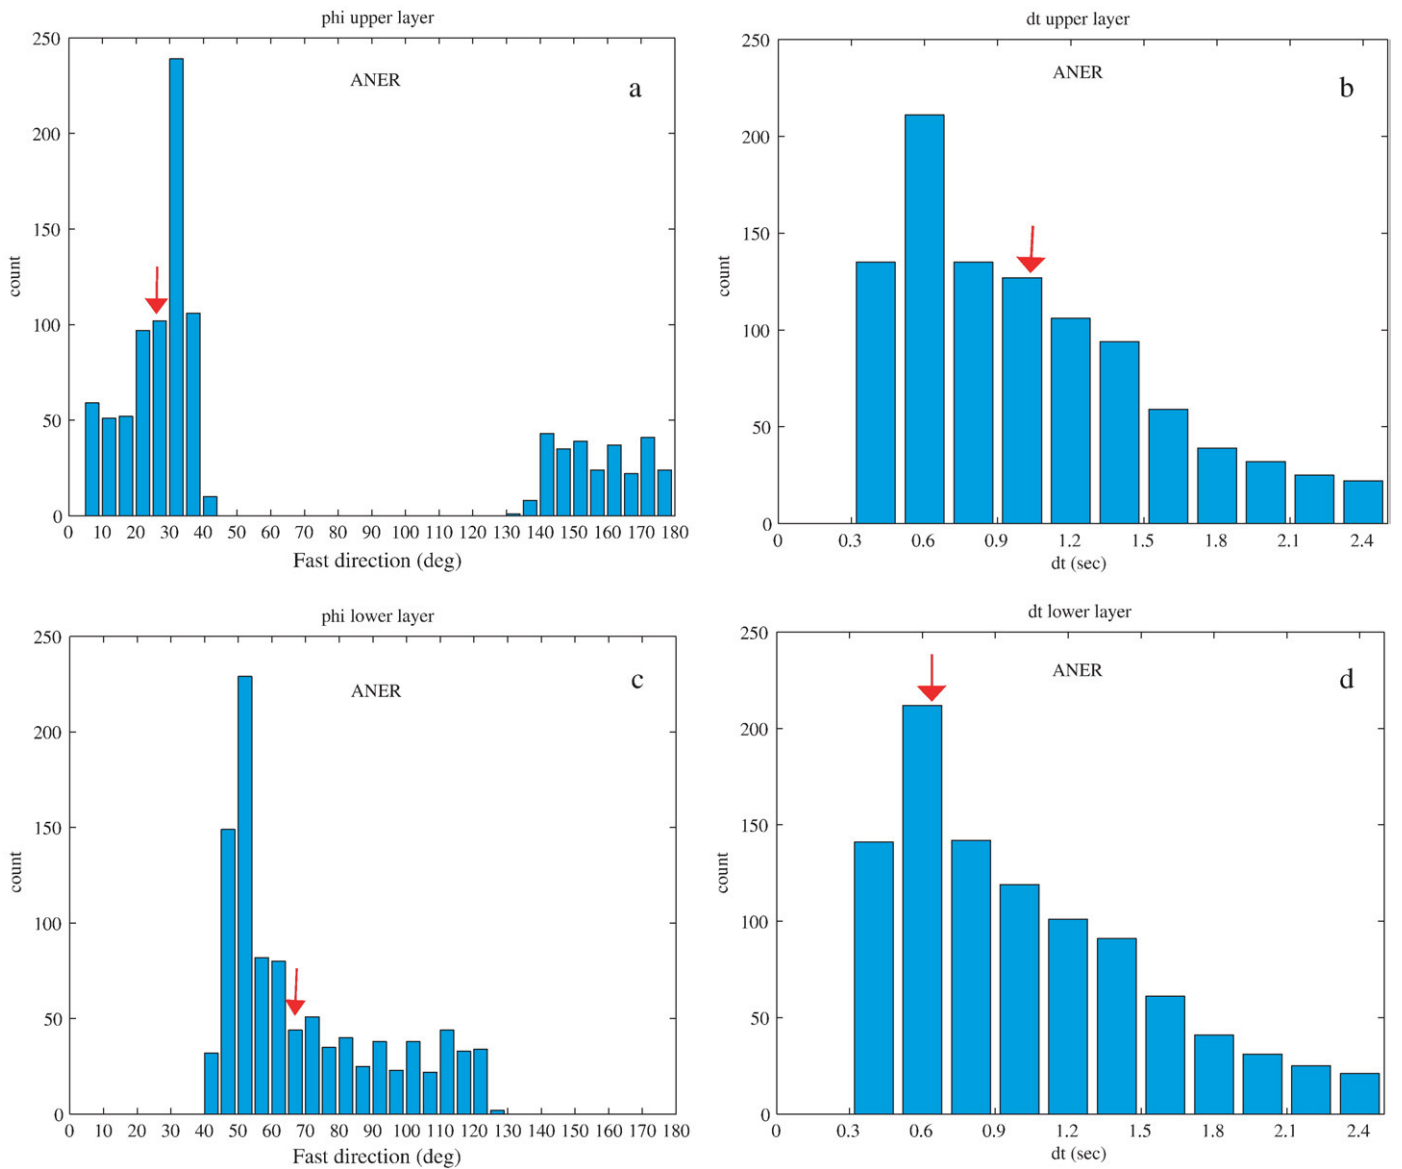 phi upper layer
250
200
150
100
50
0
count
ANER
a
0 10 20 30 40 50 60 70 80 90 100 110 120 130 140 150 160 170 180
Fast direction (deg)
dt upper layer
250
200
150
100
50
0
count
ANER
b
0 0.3 0.6 0.9 1.2 1.5 1.8 2.1 2.4
dt (sec)
phi lower layer
250
200
150
100
50
0
count
ANER
c
0 10 20 30 40 50 60 70 80 90 100 110 120 130 140 150 160 170 180
Fast direction (deg)
dt lower layer
250
200
150
100
50
0
count
ANER
d
0 0.3 0.6 0.9 1.2 1.5 1.8 2.1 2.4
dt (sec)